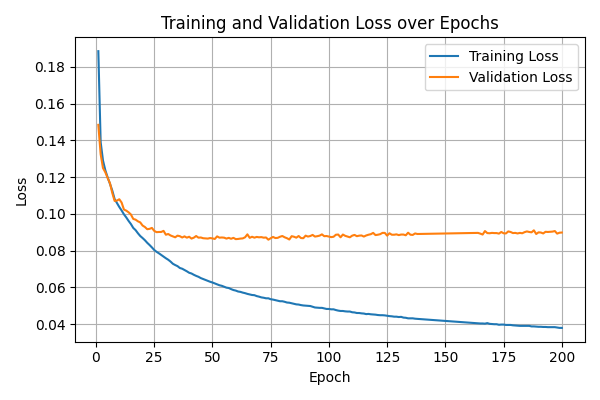 Training and Validation Loss over Epochs
Training Loss
Validation Loss
Loss
0.18
0.16
0.14
0.12
0.10
0.08
0.06
0.04
0 25 50 75 100 125 150 175 200
Epoch